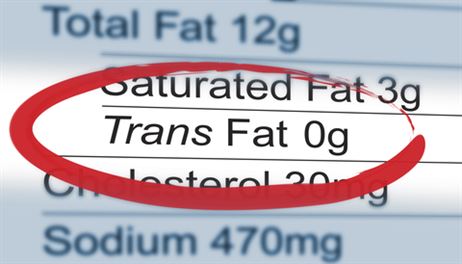 Total Fat 12g
Saturated Fat 3g
Trans Fat 0g
Cholesterol 30mg
Sodium 470mg